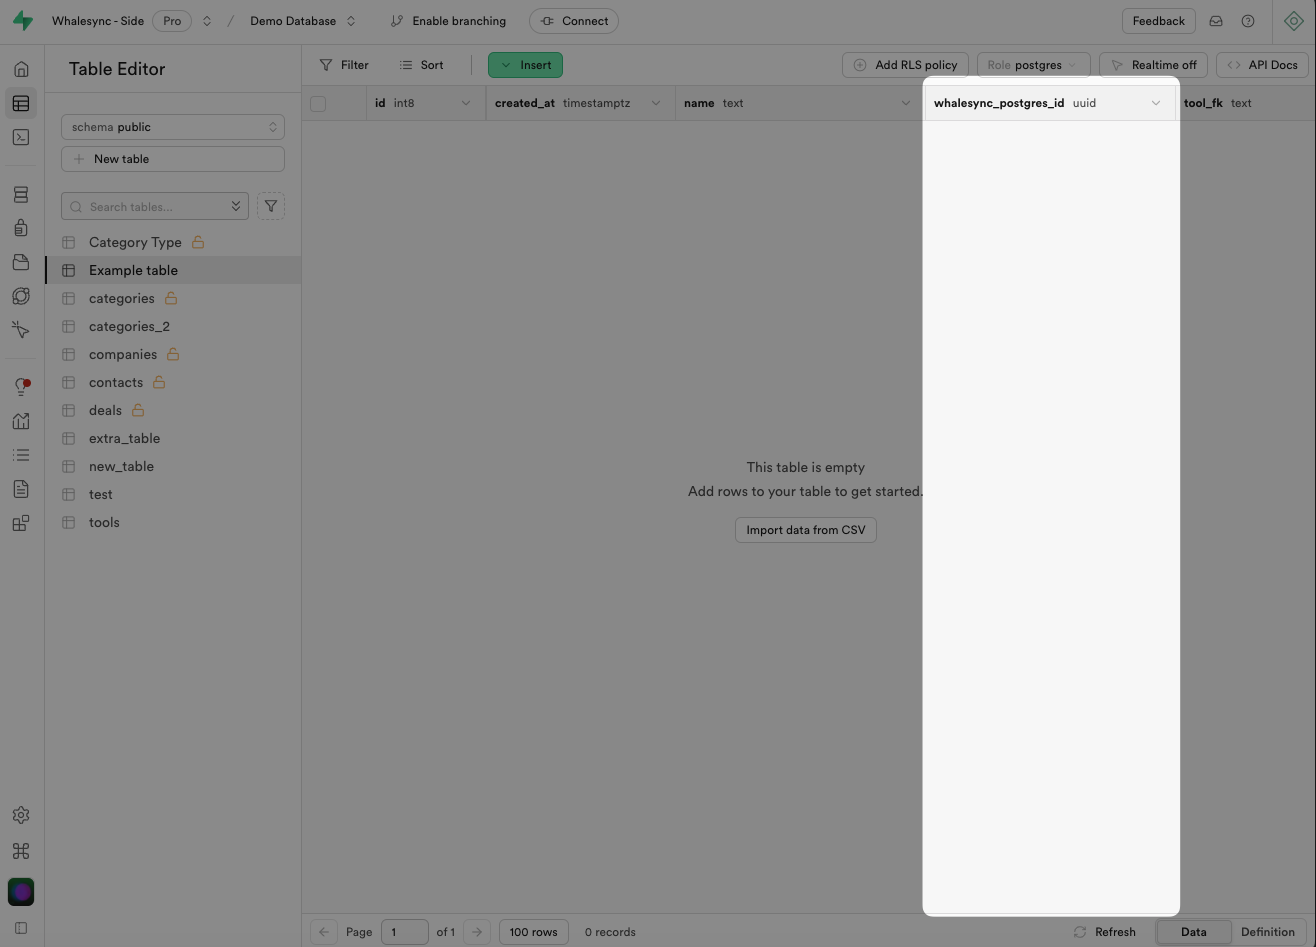 Whalesync - Side Pro / Demo Database Enable branching Connect Feedback
Table Editor
Filter Sort Insert Add RLS policy Role postgres Realtime off API Docs
id int8 created_at timestamptz name text whalesync_postgres_id uuid tool_fk text
schema public
New table
Search tables...
Category Type
Example table
categories
categories_2
companies
contacts
deals
extra_table
new_table
test
tools
This table is empty
Add rows to your table to get started.
Import data from CSV
Page 1 of 1 100 rows 0 records Refresh Data Definition